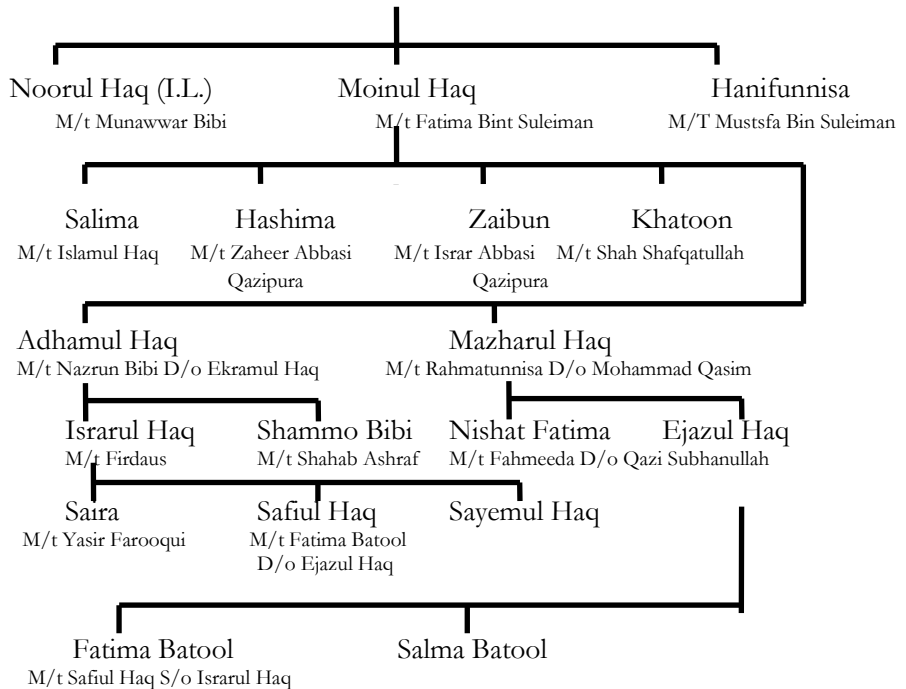 Noorul Haq (I.L.) Moinul Haq Hanifunnisa
M/t Munawwar Bibi M/t Fatima Bint Suleiman M/T Mustsfa Bin Suleiman
Salima Hashima Zaibun Khatoon
M/t Islamul Haq M/t Zaheer Abbasi M/t Israr Abbasi M/t Shah Shafqatullah
Qazipura Qazipura
Adhamul Haq Mazharul Haq
M/t Nazrun Bibi D/o Ekramul Haq M/t Rahmatunnisa D/o Mohammad Qasim
Israrul Haq Shammo Bibi Nishat Fatima Ejazul Haq
M/t Firdaus M/t Shahab Ashraf M/t Fahmeeda D/o Qazi Subhanullah
Saira Safiul Haq Sayemul Haq
M/t Yasir Farooqui M/t Fatima Batool
D/o Ejazul Haq
Fatima Batool Salma Batool
M/t Safiul Haq S/o Israrul Haq